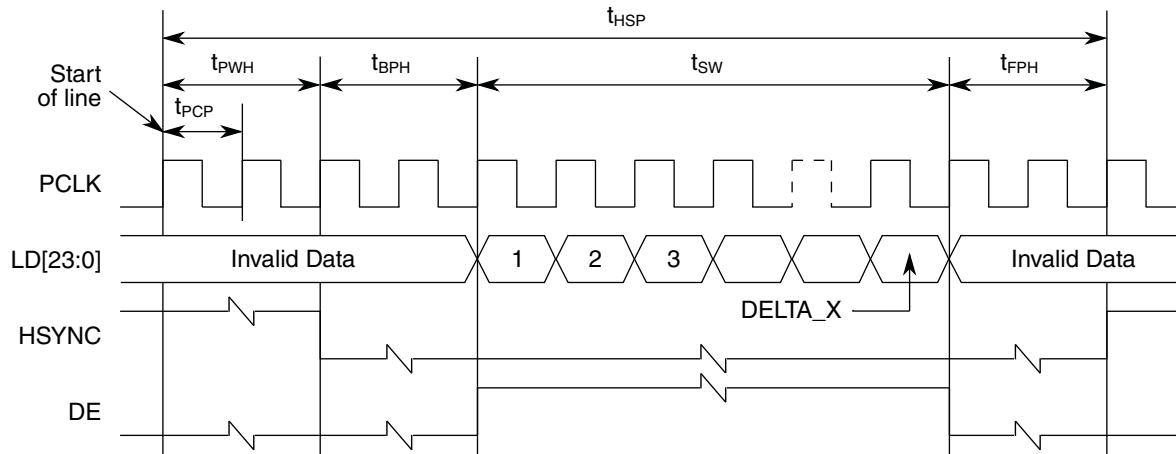 tHSP
tPWH tBPH tSW tFPH
Start
of line
tPCP
PCLK
LD[23:0] Invalid Data 1 2 3 Invalid Data
DELTA_X
HSYNC
DE